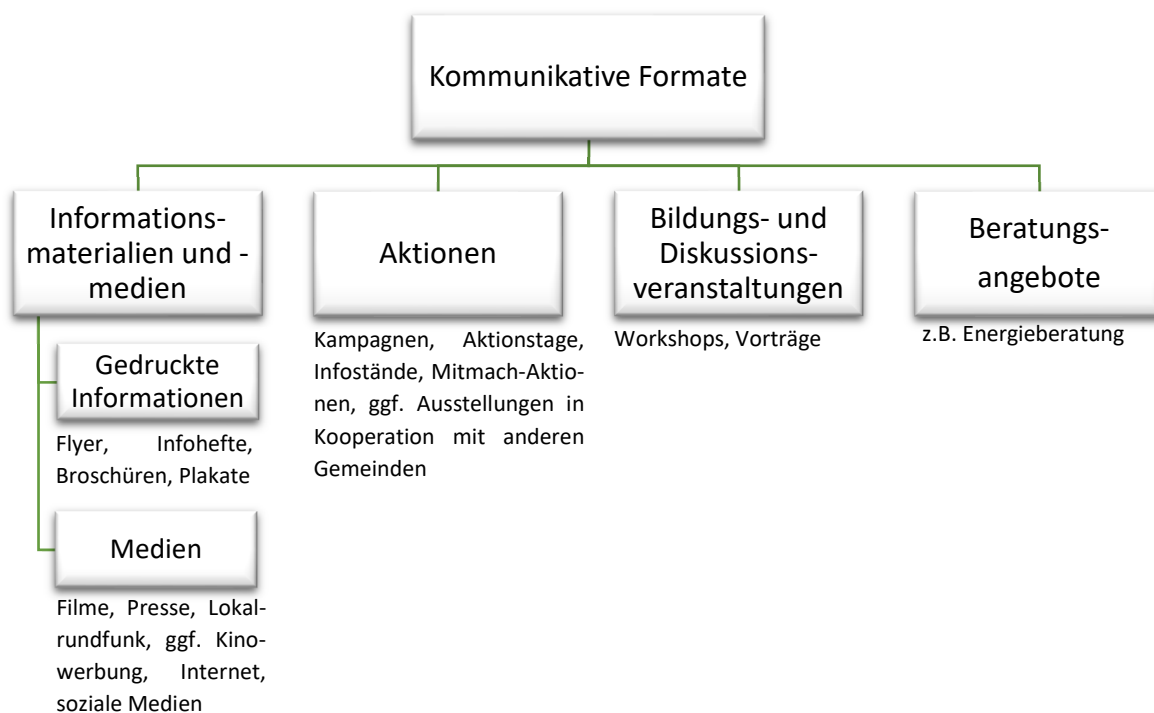 Kommunikative Formate
Informations-
materialien und -
medien
Gedruckte
Informationen
Flyer, Infohefte,
Broschüren, Plakate
Medien
Filme, Presse, Lokal-
rundfunk, ggf. Kino-
werbung, Internet,
soziale Medien
Aktionen
Kampagnen, Aktionstage,
Infostände, Mitmach-Aktio-
nen, ggf. Ausstellungen in
Kooperation mit anderen
Gemeinden
Bildungs- und
Diskussions-
veranstaltungen
Workshops, Vorträge
Beratungs-
angebote
z.B. Energieberatung